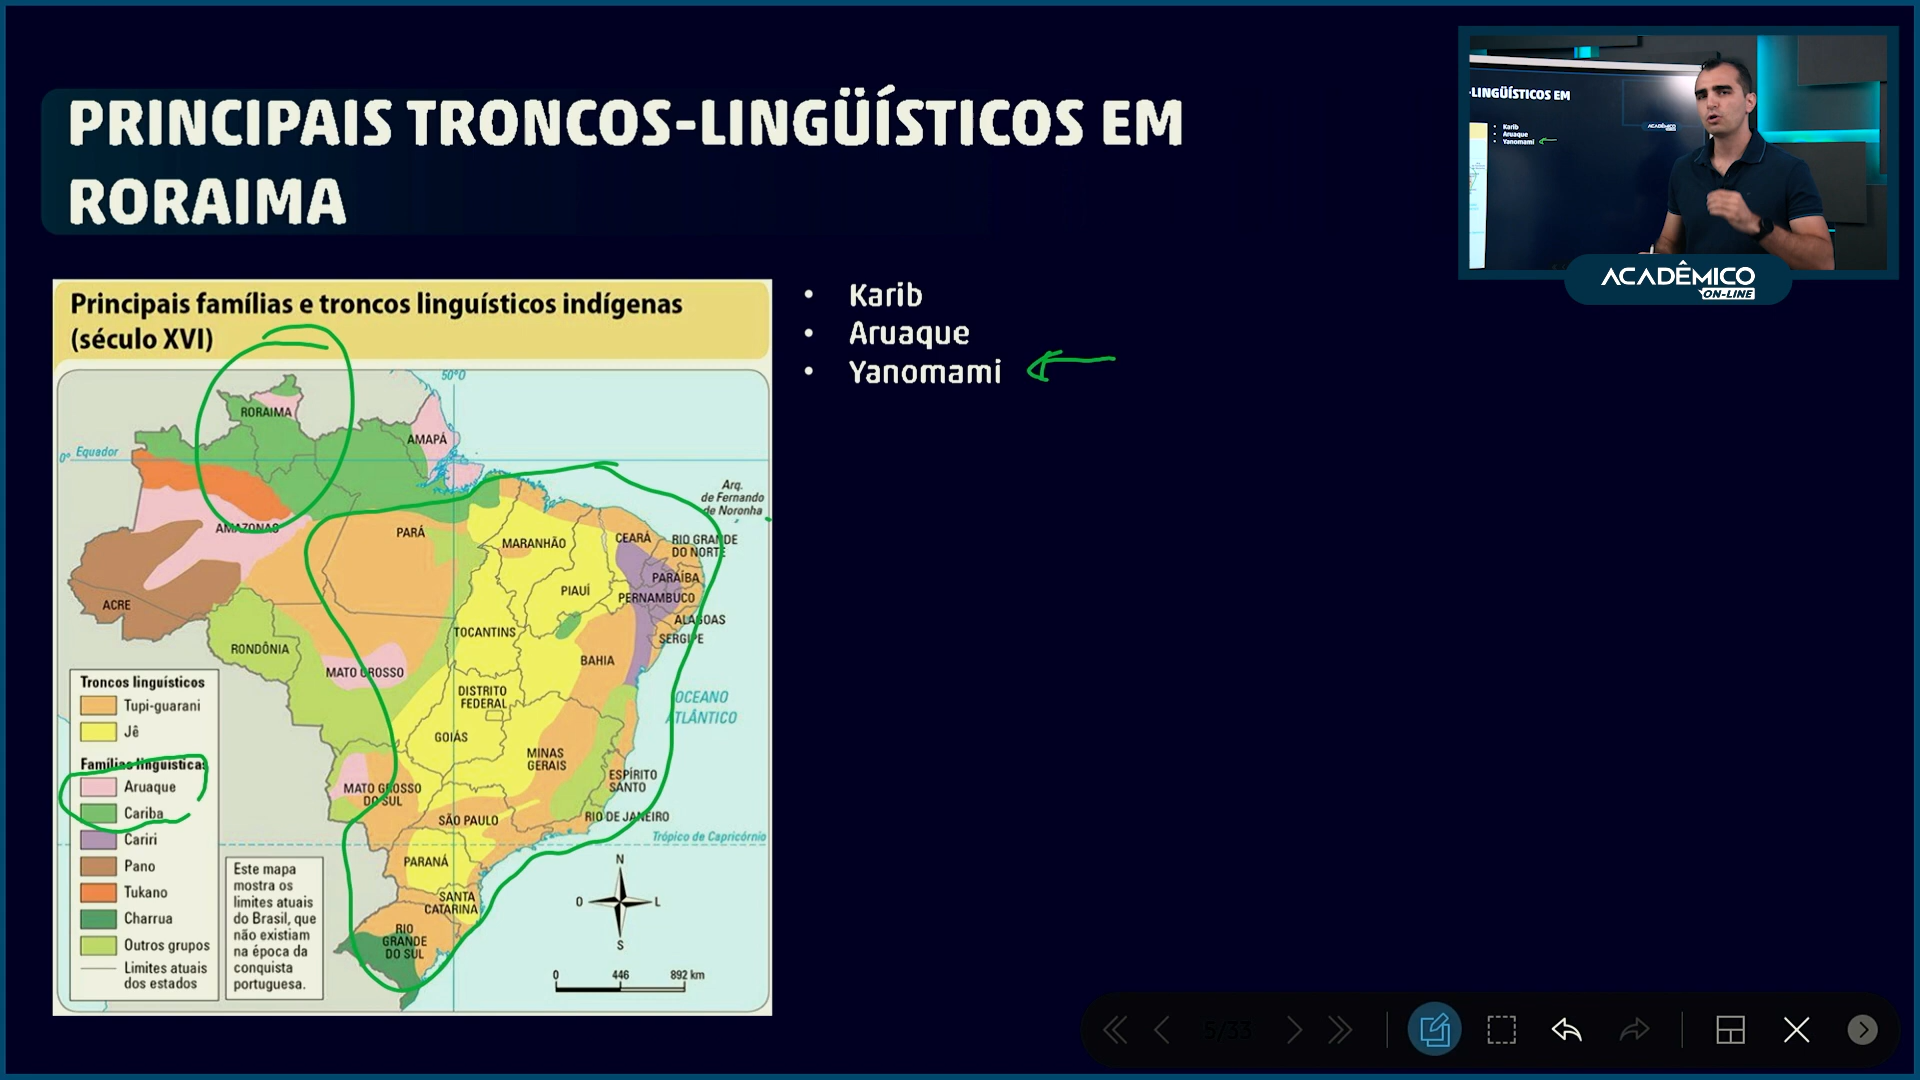 PRINCIPAIS TRONCOS-LINGÜÍSTICOS EM
RORAIMA
-LINGÜÍSTICOS EM
• Karib
• Aruaque
• Yanomami
ACADÊMICO
ACADÊMICO
ON-LINE
• Karib
• Aruaque
• Yanomami
Principais famílias e troncos linguísticos indígenas
(século XVI)
50°O
RORAIMA
AMAPÁ
0° Equador
Arq.
de Fernando
de Noronha
AMAZONAS
PARÁ
MARANHÃO
CEARÁ
RIO GRANDE
DO NORTE
PARAÍBA
PIAUÍ
PERNAMBUCO
ACRE
ALAGOAS
TOCANTINS
SERGIPE
RONDÔNIA
BAHIA
MATO GROSSO
DISTRITO
FEDERAL
OCEANO
ATLÂNTICO
GOIÁS
MINAS
GERAIS
ESPÍRITO
SANTO
MATO GROSSO
DO SUL
SÃO PAULO
RIO DE JANEIRO
Trópico de Capricórnio
PARANÁ
SANTA
CATARINA
RIO
GRANDE
DO SUL
N
O
L
S
0 446 892 km
Troncos linguísticos
Tupi-guarani
Jê
Famílias linguísticas
Aruaque
Cariba
Cariri
Pano
Tukano
Charrua
Outros grupos
Limites atuais
dos estados
Este mapa
mostra os
limites atuais
do Brasil, que
não existiam
na época da
conquista
portuguesa.
5/33